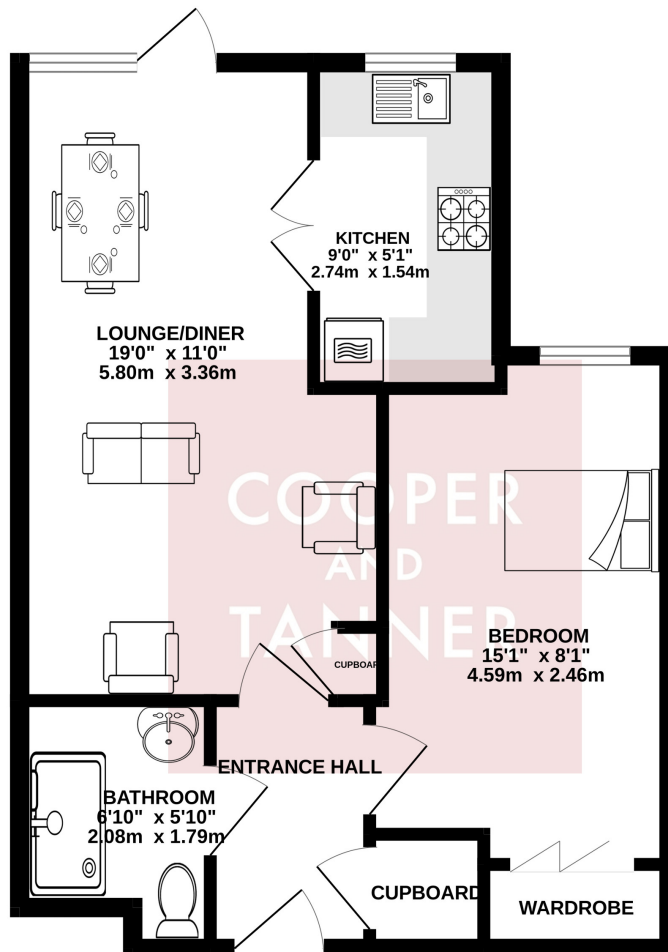 KITCHEN
9'0" x 5'1"
2.74m x 1.54m
LOUNGE/DINER
19'0" x 11'0"
5.80m x 3.36m
COOPER
AND
TANNER
CUPBOAR
BEDROOM
15'1" x 8'1"
4.59m x 2.46m
ENTRANCE HALL
BATHROOM
6'10" x 5'10"
2.08m x 1.79m
CUPBOARD
WARDROBE